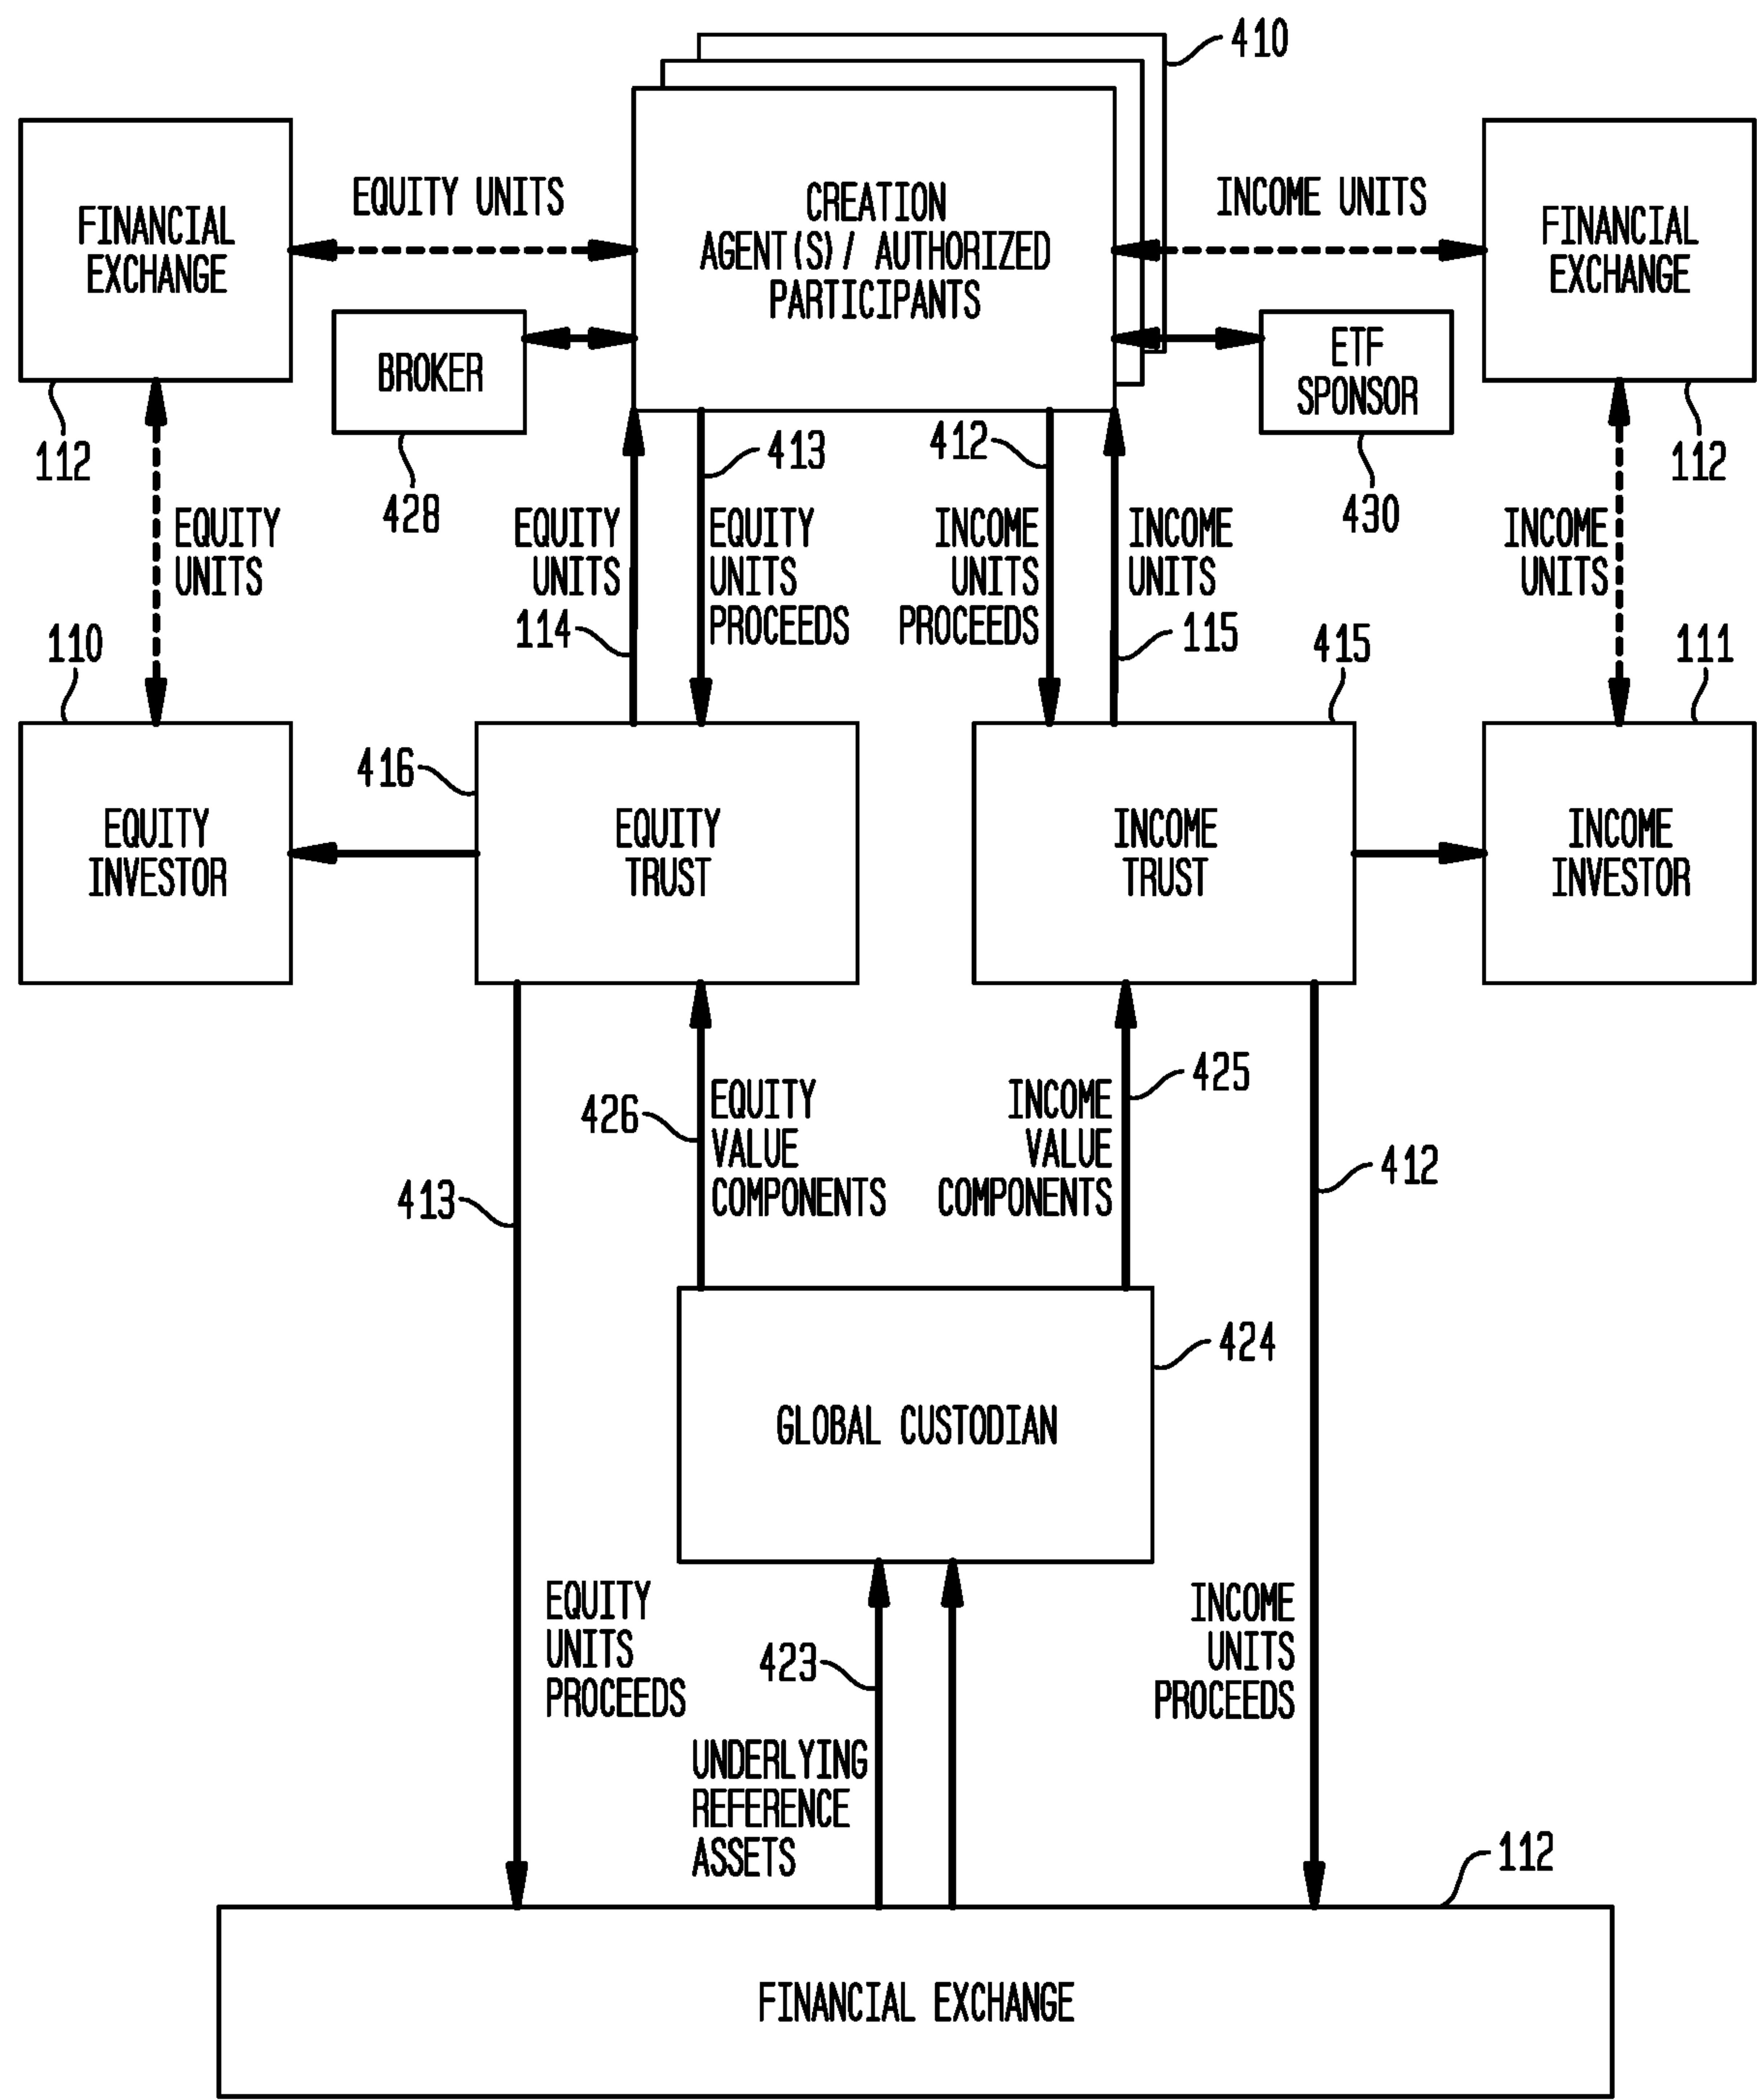 410
FINANCIAL
EXCHANGE
EQUITY UNITS
CREATION
AGENT(S)/ AUTHORIZED
PARTICIPANTS
INCOME UNITS
FINANCIAL
EXCHANGE
BROKER
ETF
SPONSOR
112
428
413
412
430
112
EQUITY
UNITS
EQUITY
UNITS
EQUITY
UNITS
PROCEEDS
INCOME
UNITS
PROCEEDS
INCOME
UNITS
INCOME
UNITS
110
114
115
415
111
416
EQUITY
INVESTOR
EQUITY
TRUST
INCOME
TRUST
INCOME
INVESTOR
426
EQUITY
VALUE
COMPONENTS
INCOME
VALUE
COMPONENTS
425
413
412
424
GLOBAL CUSTODIAN
EQUITY
UNITS
PROCEEDS
423
INCOME
UNITS
PROCEEDS
UNDERLYING
REFERENCE
ASSETS
112
FINANCIAL EXCHANGE